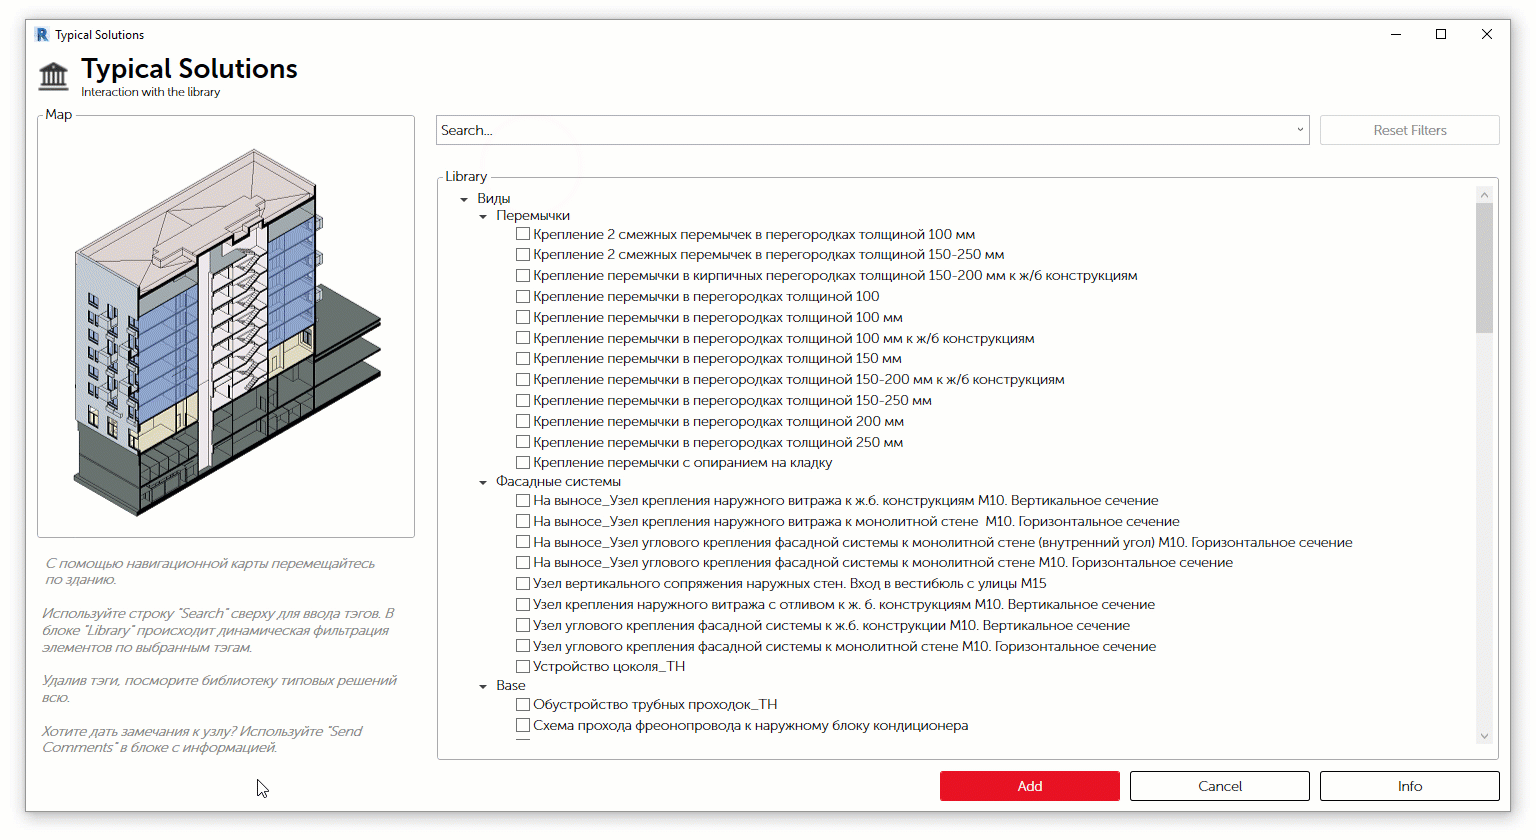 Typical Solutions
Typical Solutions
Interaction with the library
Map
Search...
Reset Filters
Library
Виды
Перемычки
Крепление 2 смежных перемычек в перегородках толщиной 100 мм
Крепление 2 смежных перемычек в перегородках толщиной 150-250 мм
Крепление перемычки в кирпичных перегородках толщиной 150-200 мм к ж/б конструкциям
Крепление перемычки в перегородках толщиной 100
Крепление перемычки в перегородках толщиной 100 мм
Крепление перемычки в перегородках толщиной 100 мм к ж/б конструкциям
Крепление перемычки в перегородках толщиной 150 мм
Крепление перемычки в перегородках толщиной 150-200 мм к ж/б конструкциям
Крепление перемычки в перегородках толщиной 150-250 мм
Крепление перемычки в перегородках толщиной 200 мм
Крепление перемычки в перегородках толщиной 250 мм
Крепление перемычки с опиранием на кладку
Фасадные системы
На выносе_Узел крепления наружного витража к ж.б. конструкциям М10. Вертикальное сечение
На выносе_Узел крепления наружного витража к монолитной стене  М10. Горизонтальное сечение
На выносе_Узел углового крепления фасадной системы к монолитной стене (внутренний угол) М10. Горизонтальное сечение
На выносе_Узел углового крепления фасадной системы к монолитной стене М10. Горизонтальное сечение
Узел вертикального сопряжения наружных стен. Вход в вестибюль с улицы М15
Узел крепления наружного витража с отливом к ж. б. конструкциям М10. Вертикальное сечение
Узел углового крепления фасадной системы к ж.б. конструкции М10. Вертикальное сечение
Узел углового крепления фасадной системы к монолитной стене М10. Горизонтальное сечение
Устройство цоколя_ТН
Base
Обустройство трубных проходок_ТН
Схема прохода фреонопровода к наружному блоку кондиционера
С помощью навигационной карты перемещайтесь
по зданию.
Используйте строку "Search" сверху для ввода тэгов. В
блоке "Library" происходит динамическая фильтрация
элементов по выбранным тэгам.
Удалив тэги, посморите библиотеку типовых решений
всю.
Хотите дать замечания к узлу? Используйте "Send
Comments" в блоке с информацией.
Add
Cancel
Info